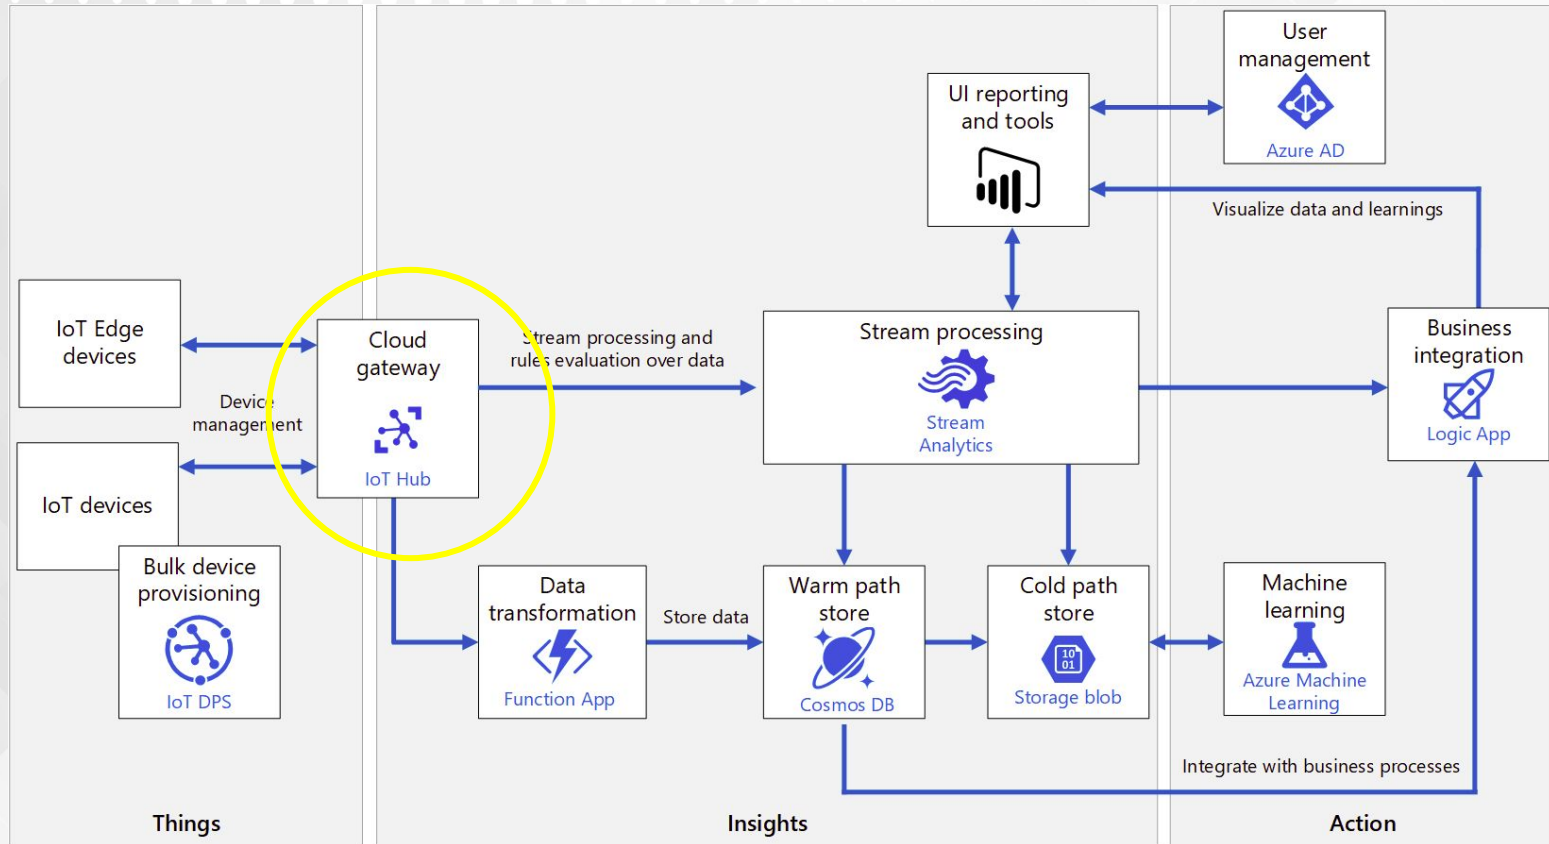 User
management
Azure AD
UI reporting
and tools
Visualize data and learnings
IoT Edge
devices
Device
management
IoT devices
Bulk device
provisioning
IoT DPS
Cloud
gateway
IoT Hub
Stream processing and
rules evaluation over data
Stream processing
Stream
Analytics
Business
integration
Logic App
Data
transformation
Function App
Store data
Warm path
store
Cosmos DB
Cold path
store
10
01
Storage blob
Machine
learning
Azure Machine
Learning
Integrate with business processes
Things
Insights
Action